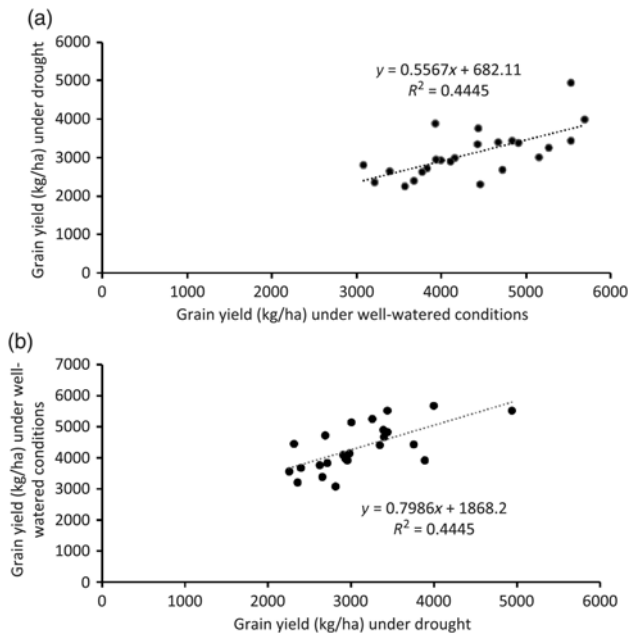 (a)
6000
5000
4000
3000
2000
1000
0
Grain yield (kg/ha) under drought
y = 0.5567x + 682.11
R² = 0.4445
0 1000 2000 3000 4000 5000 6000
Grain yield (kg/ha) under well-watered conditions
(b)
7000
6000
5000
4000
3000
2000
1000
0
Grain yield (kg/ha) under well-
watered conditions
y = 0.7986x + 1868.2
R² = 0.4445
0 1000 2000 3000 4000 5000 6000
Grain yield (kg/ha) under drought